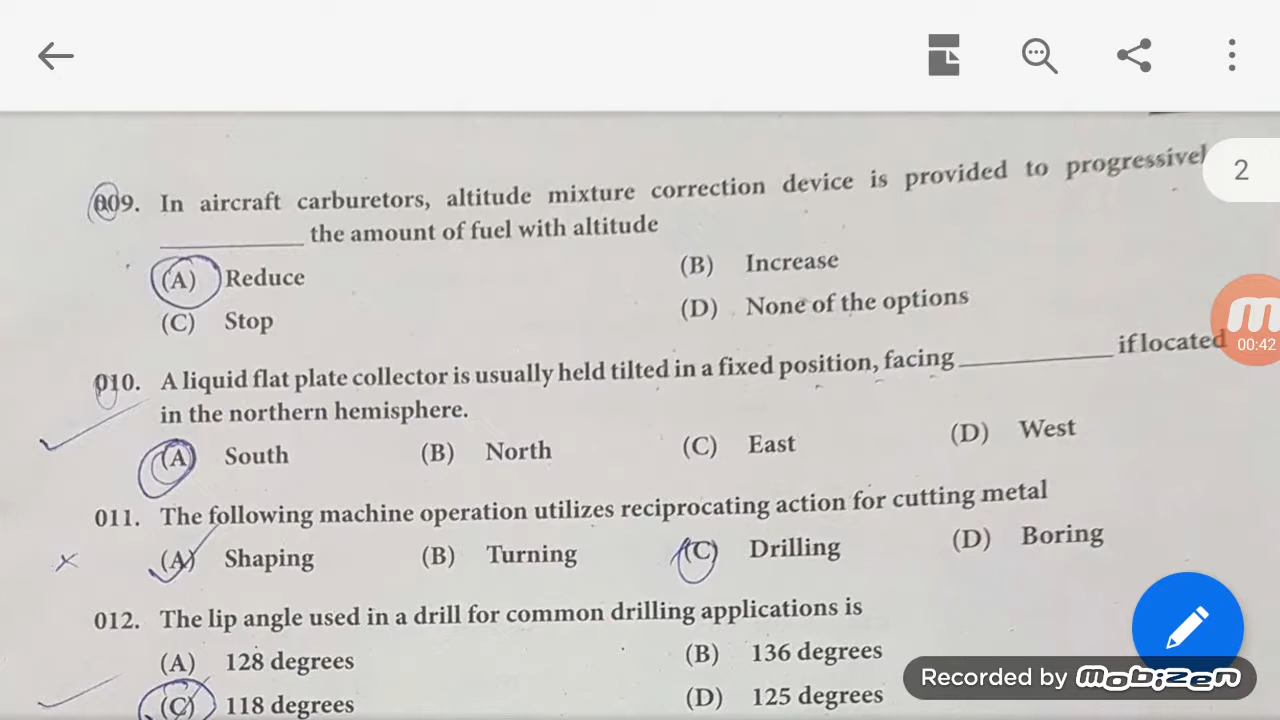 2
009. In aircraft carburetors, altitude mixture correction device is provided to progressivel
__________ the amount of fuel with altitude
(A) Reduce (B) Increase
(C) Stop (D) None of the options
010. A liquid flat plate collector is usually held tilted in a fixed position, facing __________ if located
in the northern hemisphere.
(A) South (B) North (C) East (D) West
011. The following machine operation utilizes reciprocating action for cutting metal
(A) Shaping (B) Turning (C) Drilling (D) Boring
012. The lip angle used in a drill for common drilling applications is
(A) 128 degrees (B) 136 degrees
(C) 118 degrees (D) 125 degrees
00:42
Recorded by mobizen